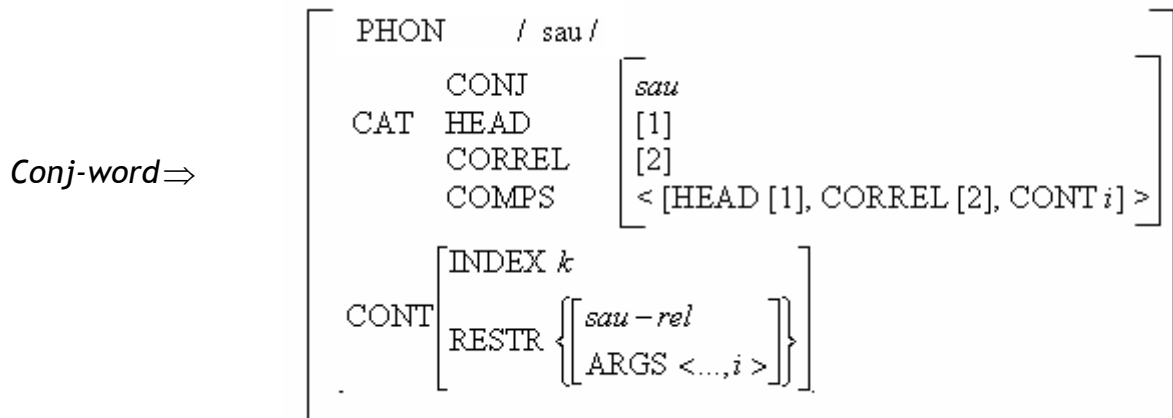 PHON / sau /
CONJ sau
CAT HEAD [1]
CORREL [2]
Conj-word⇒
COMPS < [HEAD [1], CORREL [2], CONT i] >
INDEX k
CONT
RESTR {[sau – rel
ARGS <...,i >]}